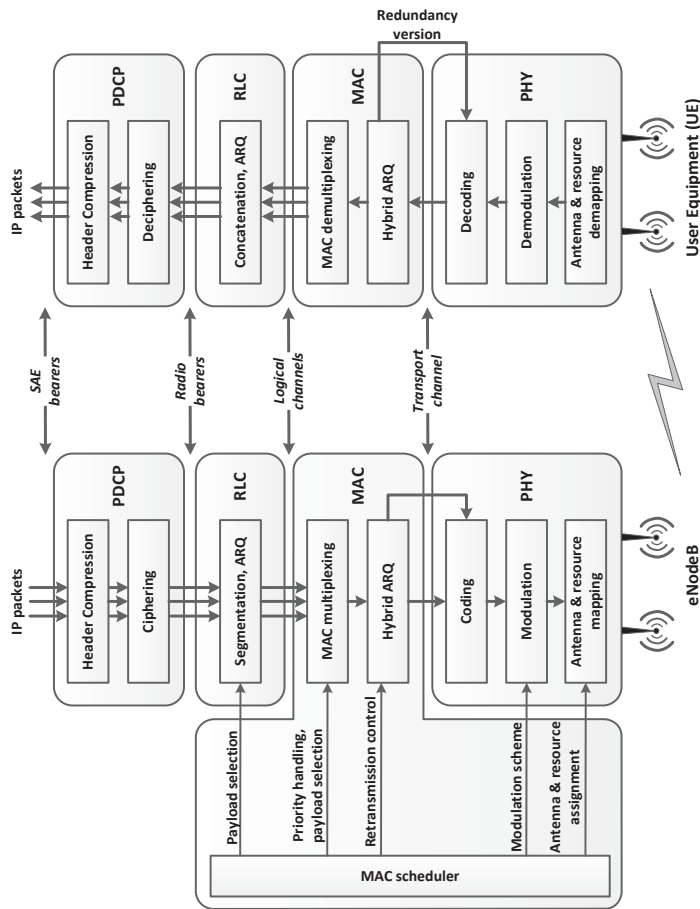 IP packets
PDCP
Header Compression
Ciphering
RLC
Segmentation, ARQ
MAC
MAC multiplexing
Hybrid ARQ
PHY
Coding
Modulation
Antenna & resource
mapping
eNodeB
MAC scheduler
Payload selection
Priority handling,
payload selection
Retransmission control
Modulation scheme
Antenna & resource
assignment
SAE
bearers
Radio
bearers
Logical
channels
Transport
channel
IP packets
PDCP
Header Compression
Deciphering
RLC
Concatenation, ARQ
MAC
MAC demultiplexing
Hybrid ARQ
Redundancy
version
PHY
Decoding
Demodulation
Antenna & resource
demapping
User Equipment (UE)